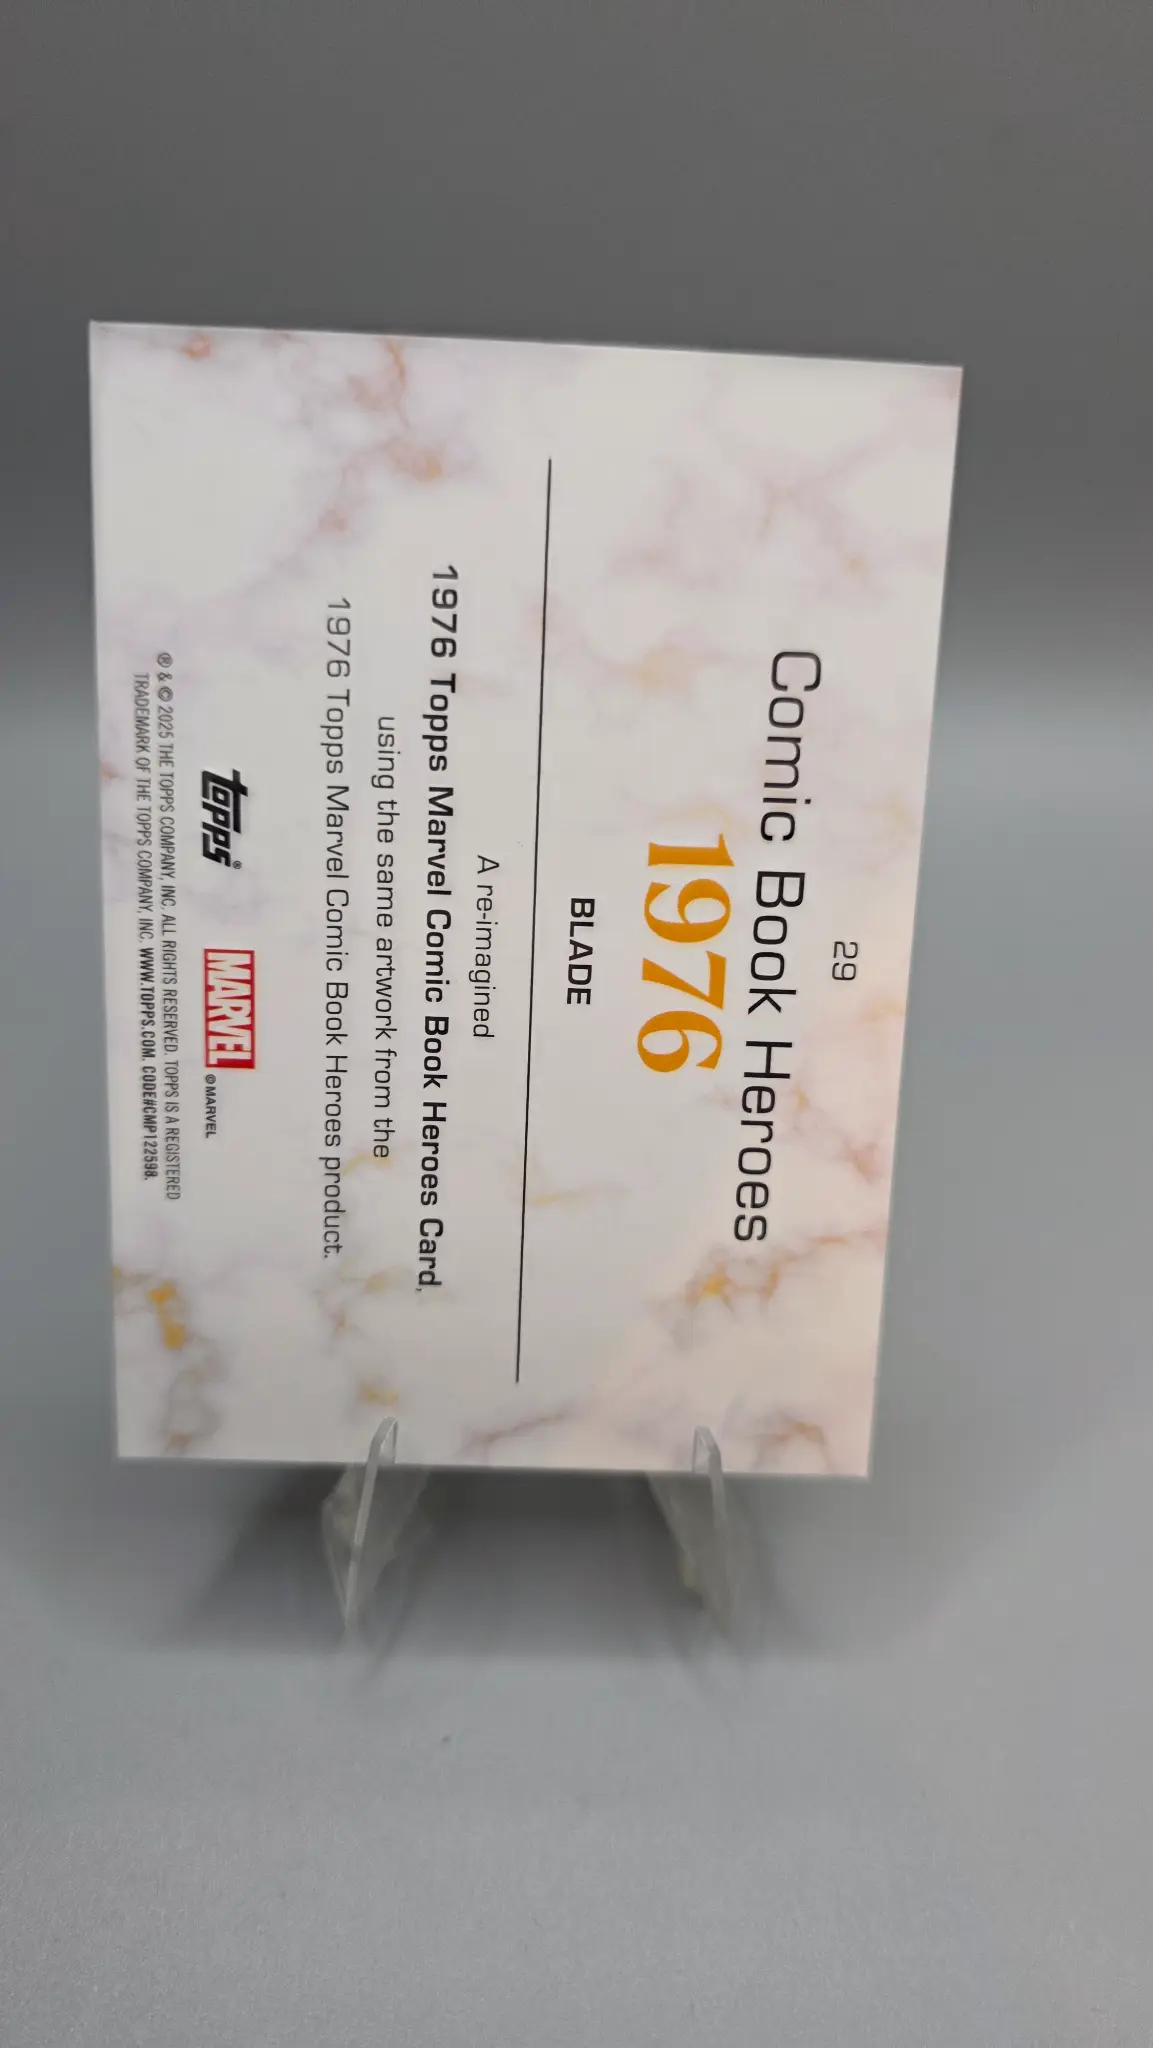 29
Comic Book Heroes
1976
BLADE
A re-imagined
1976 Topps Marvel Comic Book Heroes Card,
using the same artwork from the
1976 Topps Marvel Comic Book Heroes product.
topps® MARVEL © MARVEL
® & © 2025 THE TOPPS COMPANY, INC. ALL RIGHTS RESERVED. TOPPS IS A REGISTERED
TRADEMARK OF THE TOPPS COMPANY, INC. WWW.TOPPS.COM. CODE#CMP122598.